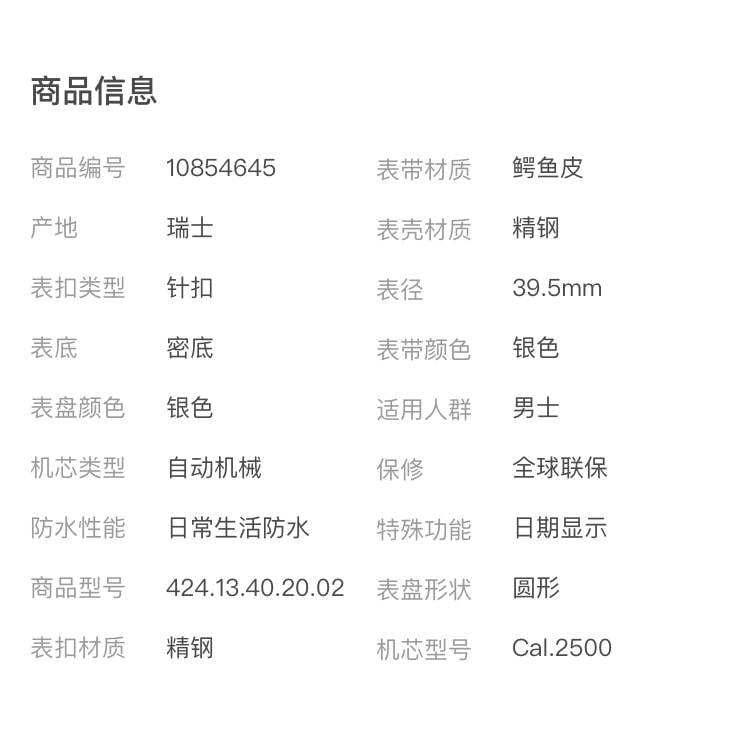 商品信息
商品编号 10854645 表带材质 鳄鱼皮
产地 瑞士 表壳材质 精钢
表扣类型 针扣 表径 39.5mm
表底 密底 表带颜色 银色
表盘颜色 银色 适用人群 男士
机芯类型 自动机械 保修 全球联保
防水性能 日常生活防水 特殊功能 日期显示
商品型号 424.13.40.20.02 表盘形状 圆形
表扣材质 精钢 机芯型号 Cal.2500